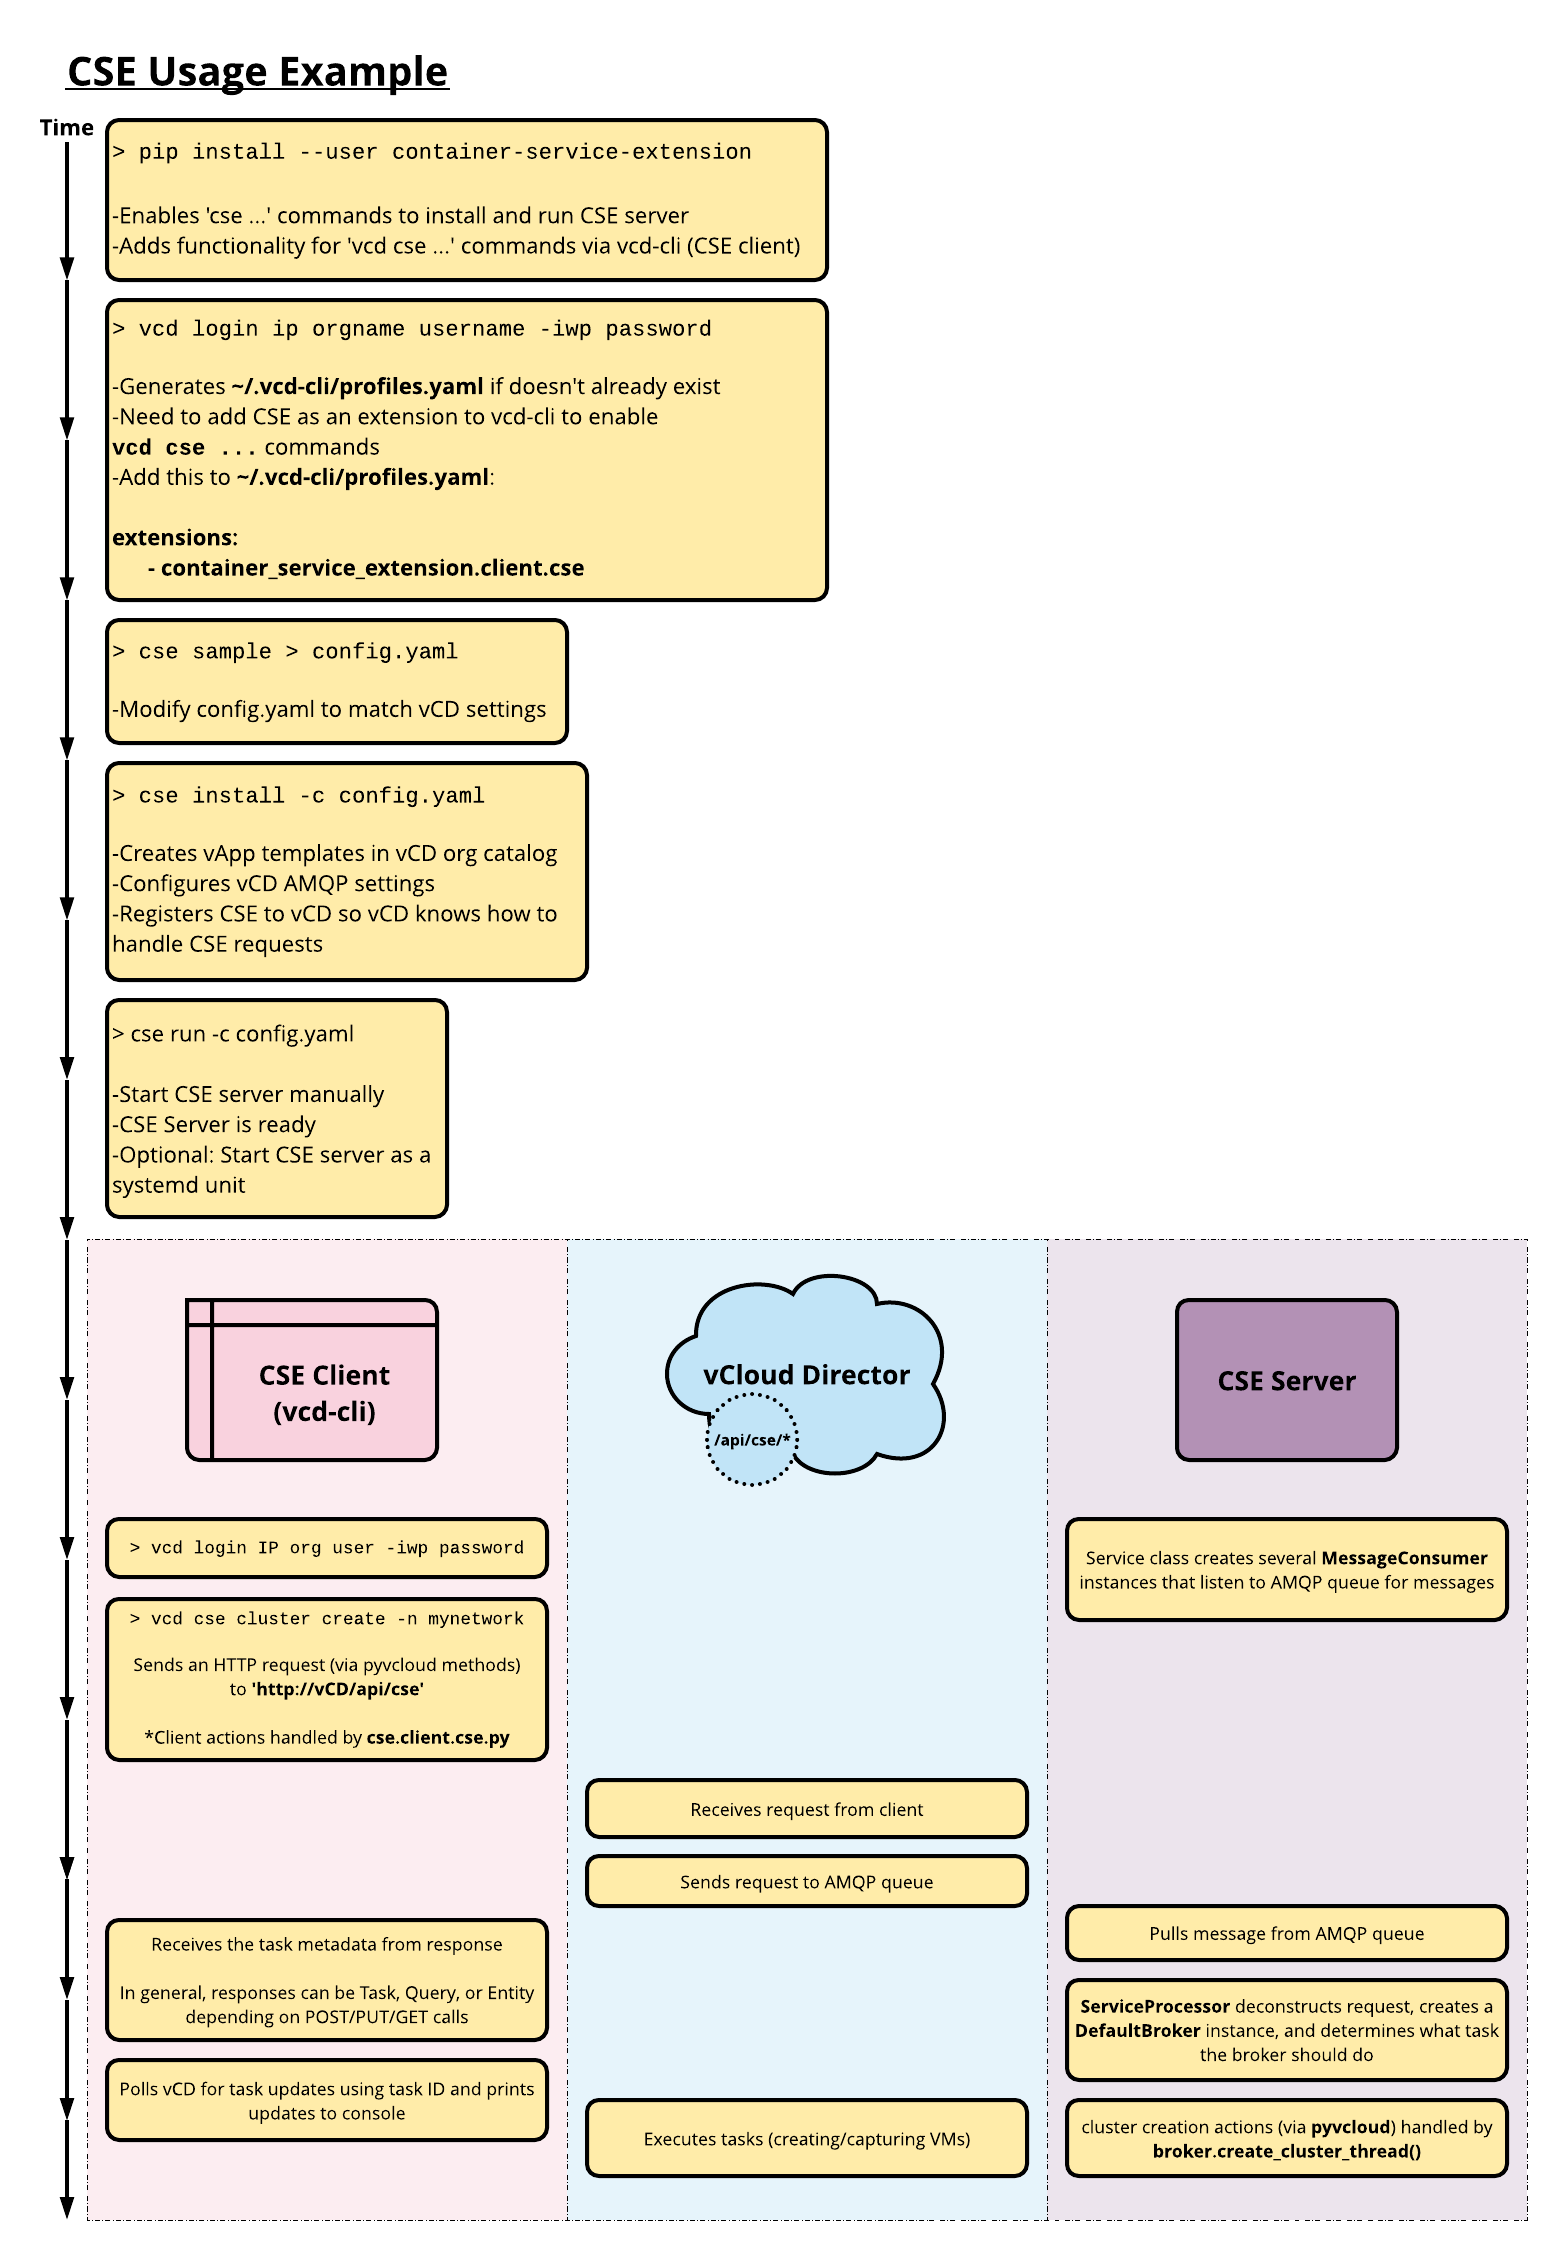 CSE Usage Example
Time
> pip install --user container-service-extension
-Enables 'cse ...' commands to install and run CSE server
-Adds functionality for 'vcd cse ...' commands via vcd-cli (CSE client)
> vcd login ip orgname username -iwp password
-Generates ~/.vcd-cli/profiles.yaml if doesn't already exist
-Need to add CSE as an extension to vcd-cli to enable
vcd cse ... commands
-Add this to ~/.vcd-cli/profiles.yaml:
extensions:
- container_service_extension.client.cse
> cse sample > config.yaml
-Modify config.yaml to match vCD settings
> cse install -c config.yaml
-Creates vApp templates in vCD org catalog
-Configures vCD AMQP settings
-Registers CSE to vCD so vCD knows how to
handle CSE requests
> cse run -c config.yaml
-Start CSE server manually
-CSE Server is ready
-Optional: Start CSE server as a
systemd unit
CSE Client
(vcd-cli)
vCloud Director
/api/cse/*
CSE Server
> vcd login IP org user -iwp password
Service class creates several MessageConsumer
instances that listen to AMQP queue for messages
> vcd cse cluster create -n mynetwork
Sends an HTTP request (via pyvcloud methods)
to 'http://vCD/api/cse'
*Client actions handled by cse.client.cse.py
Receives request from client
Sends request to AMQP queue
Pulls message from AMQP queue
Receives the task metadata from response
In general, responses can be Task, Query, or Entity
depending on POST/PUT/GET calls
ServiceProcessor deconstructs request, creates a
DefaultBroker instance, and determines what task
the broker should do
Polls vCD for task updates using task ID and prints
updates to console
Executes tasks (creating/capturing VMs)
cluster creation actions (via pyvcloud) handled by
broker.create_cluster_thread()